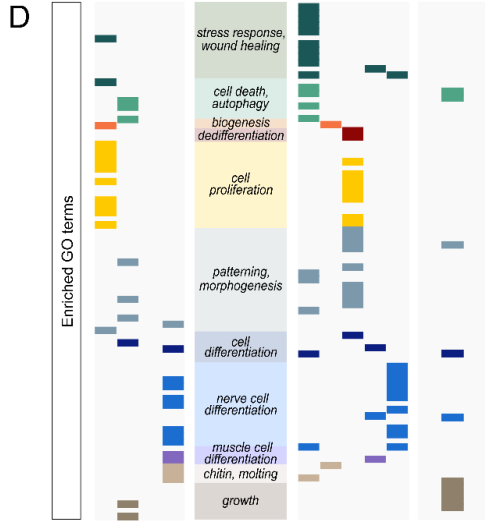 D
Enriched GO terms
stress response,
wound healing
cell death,
autophagy
biogenesis
dedifferentiation
cell
proliferation
patterning,
morphogenesis
cell
differentiation
nerve cell
differentiation
muscle cell
differentiation
chitin, molting
growth